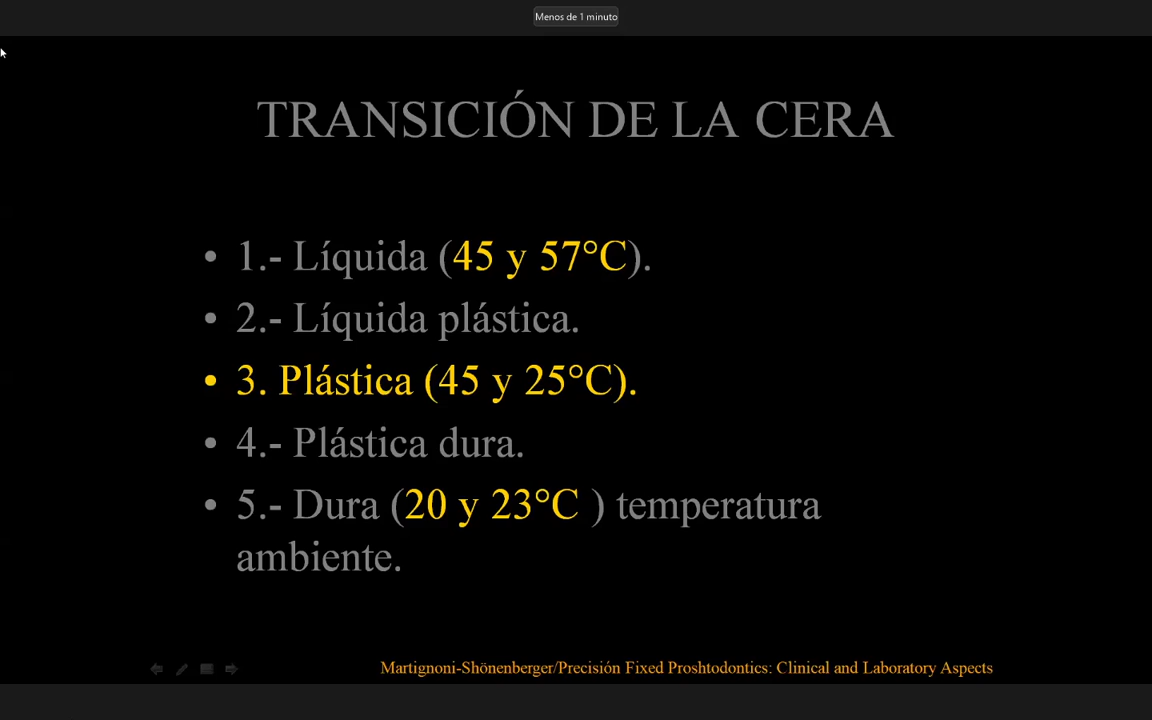 Menos de 1 minuto
TRANSICIÓN DE LA CERA
• 1.- Líquida (45 y 57°C).
• 2.- Líquida plástica.
• 3. Plástica (45 y 25°C).
• 4.- Plástica dura.
• 5.- Dura (20 y 23°C ) temperatura
ambiente.
Martignoni-Shönenberger/Precisión Fixed Proshtodontics: Clinical and Laboratory Aspects